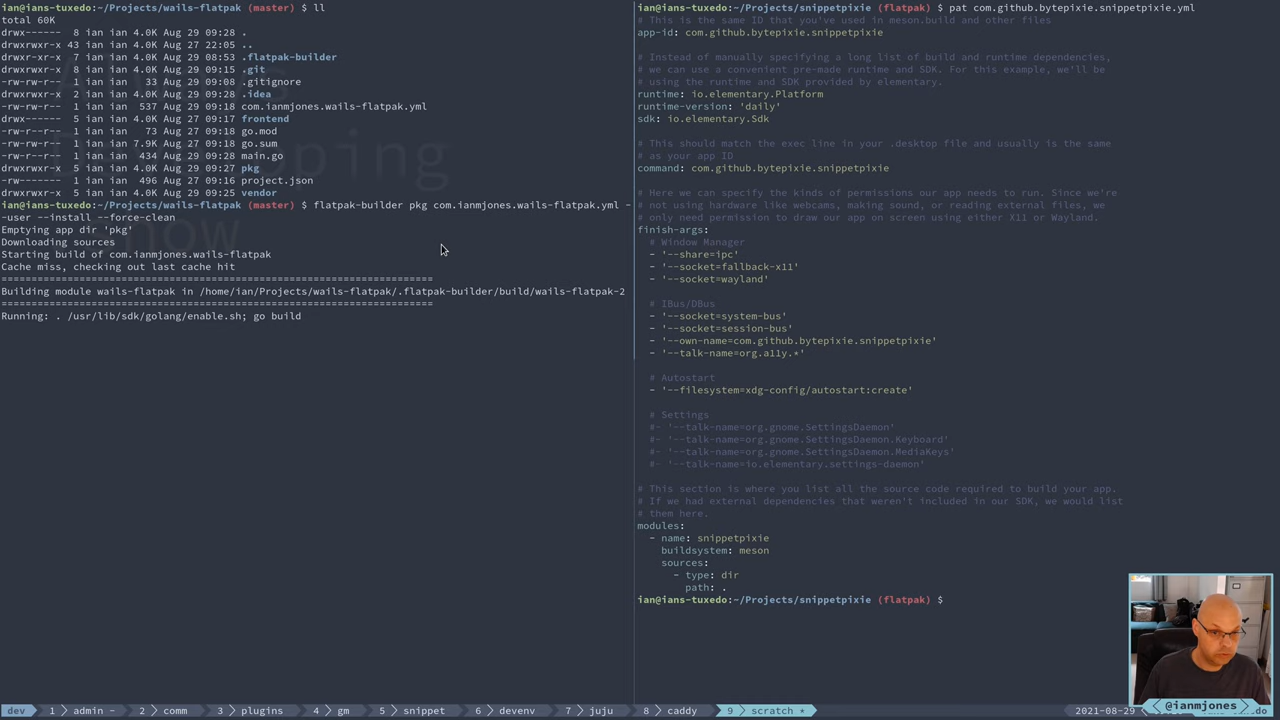 ian@ians-tuxedo:~/Projects/wails-flatpak (master) $ ll
total 60K
drwx------  8 ian ian 4.0K Aug 29 09:28 .
drwxrwxr-x 43 ian ian 4.0K Aug 27 22:05 ..
drwxrwxr-x  7 ian ian 4.0K Aug 29 08:53 .flatpak-builder
drwxrwxr-x  8 ian ian 4.0K Aug 29 09:15 .git
-rw-rw-r--  1 ian ian   33 Aug 29 09:08 .gitignore
drwxrwxr-x  2 ian ian 4.0K Aug 29 09:28 .idea
-rw-rw-r--  1 ian ian  537 Aug 29 09:18 com.ianmjones.wails-flatpak.yml
drwx------  5 ian ian 4.0K Aug 27 09:17 frontend
-rw-r--r--  1 ian ian   73 Aug 27 09:18 go.mod
-rw-r--r--  1 ian ian 7.9K Aug 27 09:18 go.sum
-rw-r--r--  1 ian ian  434 Aug 29 09:28 main.go
drwxr-xr-x  5 ian ian 4.0K Aug 29 09:27 pkg
-rw-rw-r--  1 ian ian  496 Aug 27 09:16 project.json
drwxrwxr-x  5 ian ian 4.0K Aug 29 09:25 vendor
ian@ians-tuxedo:~/Projects/wails-flatpak (master) $ flatpak-builder pkg com.ianmjones.wails-flatpak.yml -
-user --install --force-clean
Emptying app dir 'pkg'
Downloading sources
Starting build of com.ianmjones.wails-flatpak
Cache miss, checking out last cache hit
========================================================================
Building module wails-flatpak in /home/ian/Projects/wails-flatpak/.flatpak-builder/build/wails-flatpak-2
========================================================================
Running: . /usr/lib/sdk/golang/enable.sh; go build
now
ian@ians-tuxedo:~/Projects/snippetpixie (flatpak) $ pat com.github.bytepixie.snippetpixie.yml
# This is the same ID that you've used in meson.build and other files
app-id: com.github.bytepixie.snippetpixie
# Instead of manually specifying a long list of build and runtime dependencies,
# we can use a convenient pre-made runtime and SDK. For this example, we'll be
# using the runtime and SDK provided by elementary.
runtime: io.elementary.Platform
runtime-version: 'daily'
sdk: io.elementary.Sdk
# This should match the exec line in your .desktop file and usually is the same
# as your app ID
command: com.github.bytepixie.snippetpixie
# Here we can specify the kinds of permissions our app needs to run. Since we're
# not using hardware like webcams, making sound, or reading external files, we
# only need permission to draw our app on screen using either X11 or Wayland.
finish-args:
# Window Manager
- '--share=ipc'
- '--socket=fallback-x11'
- '--socket=wayland'
# IBus/DBus
- '--socket=system-bus'
- '--socket=session-bus'
- '--own-name=com.github.bytepixie.snippetpixie'
- '--talk-name=org.a11y.*'
# Autostart
- '--filesystem=xdg-config/autostart:create'
# Settings
#- '--talk-name=org.gnome.SettingsDaemon'
#- '--talk-name=org.gnome.SettingsDaemon.Keyboard'
#- '--talk-name=org.gnome.SettingsDaemon.MediaKeys'
#- '--talk-name=io.elementary.settings-daemon'
# This section is where you list all the source code required to build your app.
# If we had external dependencies that weren't included in our SDK, we would list
# them here.
modules:
- name: snippetpixie
buildsystem: meson
sources:
- type: dir
path: .
ian@ians-tuxedo:~/Projects/snippetpixie (flatpak) $
dev 1 admin - 2 comm 3 plugins 4 gm 5 snippet 6 devenv 7 juju 8 caddy 9 scratch * 2021-08-29
@ianmjones